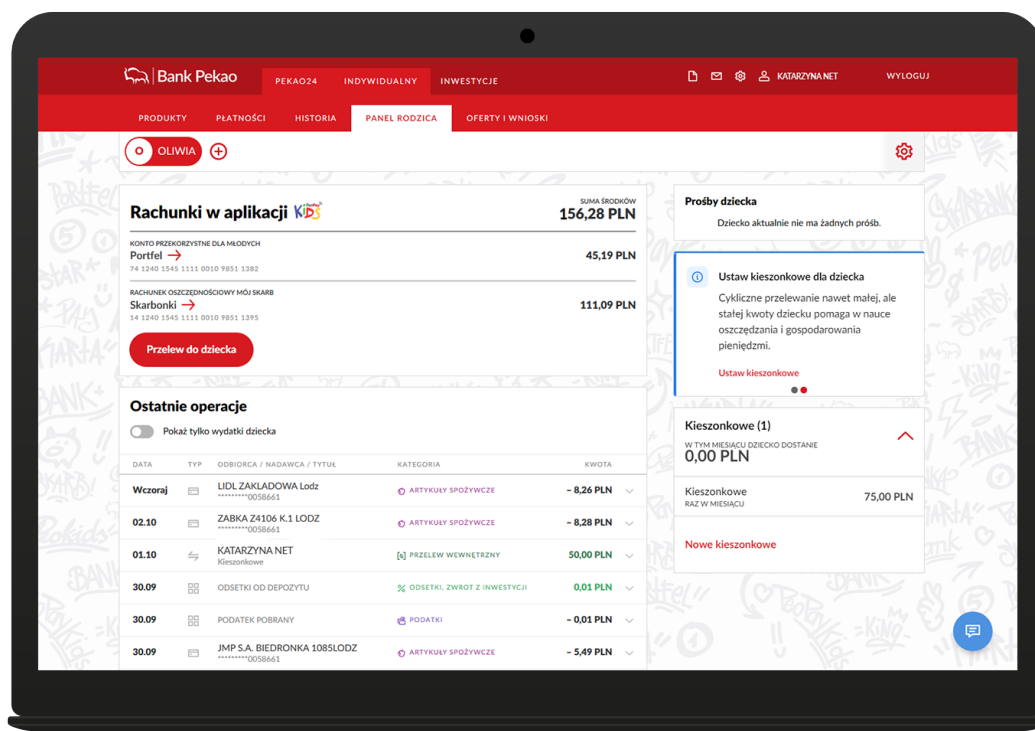 Bank Pekao
PEKAO24 INDYWIDUALNY INWESTYCJE
KATARZYNA NET
WYLOGUJ
PRODUKTY PŁATNOŚCI HISTORIA PANEL RODZICA OFERTY I WNIOSKI
O OLIWIA
Rachunki w aplikacji PeoPay KIDS
SUMA ŚRODKÓW
156,28 PLN
KONTO PRZEKORZYSTNE DLA MŁODYCH
Portfel
45,19 PLN
74 1240 1545 1111 0010 9851 1382
RACHUNEK OSZCZĘDNOŚCIOWY MÓJ SKARB
Skarbonki
111,09 PLN
14 1240 1545 1111 0010 9851 1395
Przelew do dziecka
Ostatnie operacje
Pokaż tylko wydatki dziecka
DATA TYP ODBIORCA / NADAWCA / TYTUŁ KATEGORIA KWOTA
Wczoraj LIDL ZAKLADOWA Lodz ARTYKUŁY SPOŻYWCZE – 8,26 PLN
*********0058661
02.10 ZABKA Z4106 K.1 LODZ ARTYKUŁY SPOŻYWCZE – 8,28 PLN
*********0058661
01.10 KATARZYNA NET PRZELEW WEWNĘTRZNY 50,00 PLN
Kieszonkowe
30.09 ODSETKI OD DEPOZYTU ODSETKI, ZWROT Z INWESTYCJI 0,01 PLN
30.09 PODATEK POBRANY PODATKI – 0,01 PLN
30.09 JMP S.A. BIEDRONKA 1085LODZ ARTYKUŁY SPOŻYWCZE – 5,49 PLN
*********0058661
Prośby dziecka
Dziecko aktualnie nie ma żadnych próśb.
Ustaw kieszonkowe dla dziecka
Cykliczne przelewanie nawet małej, ale
stałej kwoty dziecku pomaga w nauce
oszczędzania i gospodarowania
pieniędzmi.
Ustaw kieszonkowe
Kieszonkowe (1)
W TYM MIESIĄCU DZIECKO DOSTANIE
0,00 PLN
Kieszonkowe
75,00 PLN
RAZ W MIESIĄCU
Nowe kieszonkowe